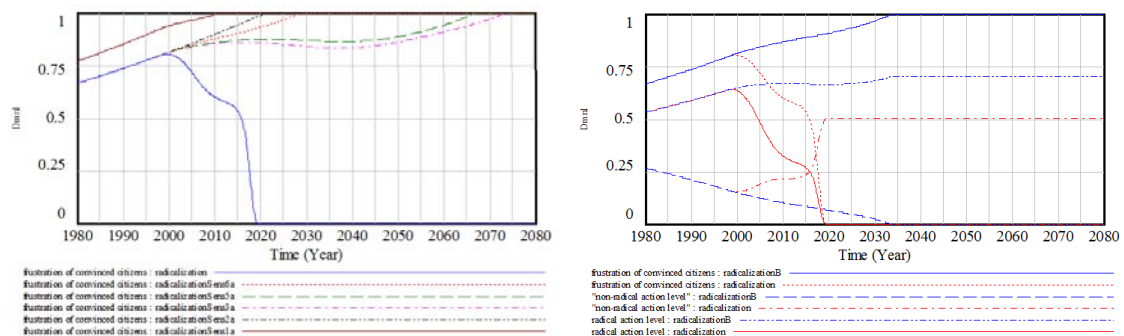 1
0.75
Dmnl
0.5
0.25
0
1980 1990 2000 2010 2020 2030 2040 2050 2060 2070 2080
Time (Year)
frustration of convinced citizens : radicalization
frustration of convinced citizens : radicalizationSens6a
frustration of convinced citizens : radicalizationSens5a
frustration of convinced citizens : radicalizationSens3a
frustration of convinced citizens : radicalizationSens2a
frustration of convinced citizens : radicalizationSens1a
1
0.75
Dmnl
0.5
0.25
0
1980 1990 2000 2010 2020 2030 2040 2050 2060 2070 2080
Time (Year)
frustration of convinced citizens : radicalizationB
frustration of convinced citizens : radicalization
"non-radical action level" : radicalizationB
"non-radical action level" : radicalization
radical action level : radicalizationB
radical action level : radicalization